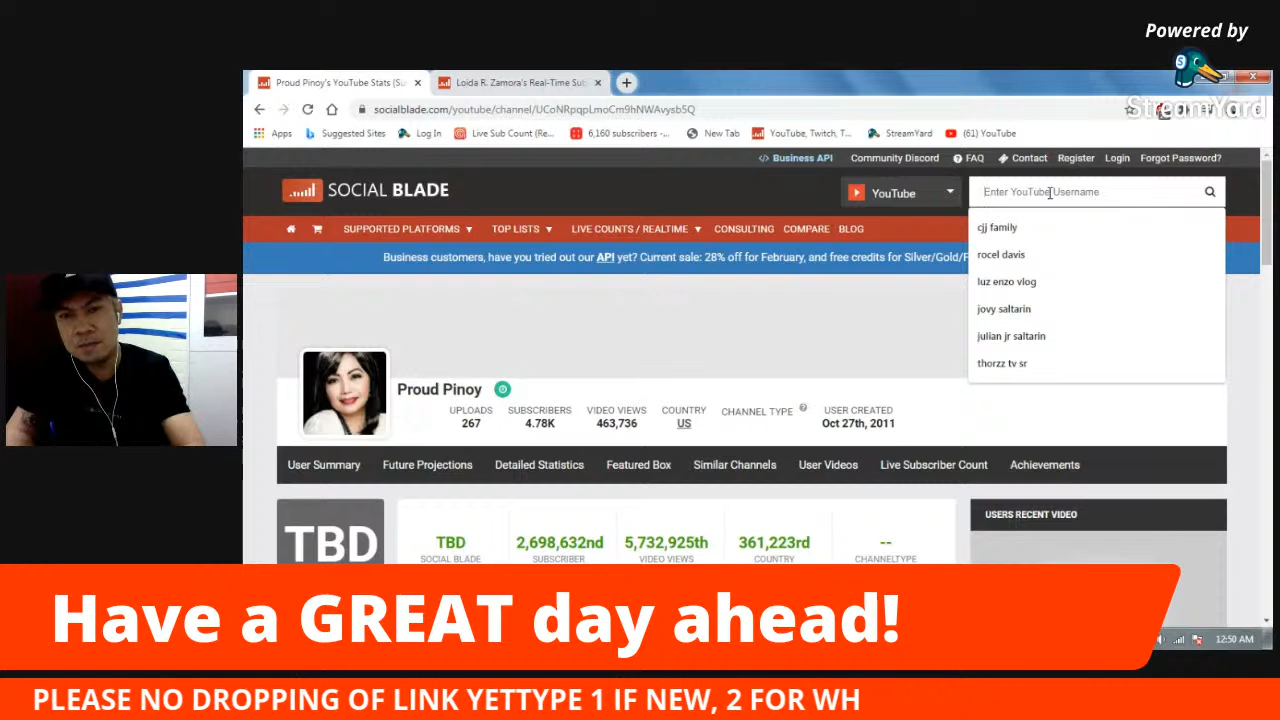 Powered by
StreamYard
Proud Pinoy's YouTube Stats (Su
Loida R. Zamora's Real-Time Sub
socialblade.com/youtube/channel/UCoNRpqpLmoCm9hNWAvysb5Q
Apps
Suggested Sites
Log In
Live Sub Count (Re...
6,160 subscribers -...
New Tab
YouTube, Twitch, T...
StreamYard
(61) YouTube
Business API
Community Discord
FAQ
Contact
Register
Login
Forgot Password?
SOCIAL BLADE
YouTube
Enter YouTube Username
SUPPORTED PLATFORMS
TOP LISTS
LIVE COUNTS / REALTIME
CONSULTING
COMPARE
BLOG
cjj family
rocel davis
luz enzo vlog
jovy saltarin
julian jr saltarin
thorzz tv sr
Business customers, have you tried out our API yet? Current sale: 28% off for February, and free credits for Silver/Gold/
Proud Pinoy
UPLOADS
267
SUBSCRIBERS
4.78K
VIDEO VIEWS
463,736
COUNTRY
US
CHANNEL TYPE
USER CREATED
Oct 27th, 2011
User Summary
Future Projections
Detailed Statistics
Featured Box
Similar Channels
User Videos
Live Subscriber Count
Achievements
TBD
TBD
SOCIAL BLADE
2,698,632nd
SUBSCRIBER
5,732,925th
VIDEO VIEWS
361,223rd
COUNTRY
--
CHANNELTYPE
USERS RECENT VIDEO
12:50 AM
Have a GREAT day ahead!
PLEASE NO DROPPING OF LINK YETTYPE 1 IF NEW, 2 FOR WH